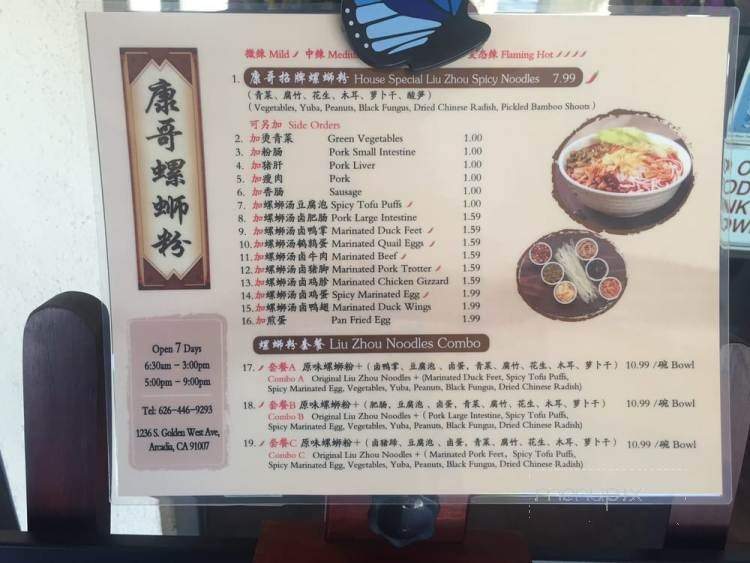 微辣 Mild 中辣 Mediu 辣 Flaming Hot
康哥螺蛳粉
1. 康哥招牌螺蛳粉 House Special Liu Zhou Spicy Noodles 7.99
(青菜、腐竹、花生、木耳、萝卜干、酸笋)
(Vegetables, Yuba, Peanuts, Black Fungus, Dried Chinese Radish, Pickled Bamboo Shoots)
可另加 Side Orders
2. 加烫青菜 Green Vegetables 1.00
3. 加粉肠 Pork Small Intestine 1.00
4. 加猪肝 Pork Liver 1.00
5. 加瘦肉 Pork 1.00
6. 加香肠 Sausage 1.00
7. 加螺蛳汤豆腐泡 Spicy Tofu Puffs 1.00
8. 加螺蛳汤卤肥肠 Pork Large Intestine 1.59
9. 加螺蛳汤卤鸭掌 Marinated Duck Feet 1.59
10. 加螺蛳汤鹌鹑蛋 Marinated Quail Eggs 1.59
11. 加螺蛳汤卤牛肉 Marinated Beef 1.59
12. 加螺蛳汤卤猪脚 Marinated Pork Trotter 1.59
13. 加螺蛳汤卤鸡胗 Marinated Chicken Gizzard 1.59
14. 加螺蛳汤卤鸡蛋 Spicy Marinated Egg 1.59
15. 加螺蛳汤卤鸭翅 Marinated Duck Wings 1.99
16. 加煎蛋 Pan Fried Egg 1.99
螺蛳粉套餐 Liu Zhou Noodles Combo
17. 套餐A 原味螺蛳粉+(卤鸭掌、豆腐泡、卤蛋，青菜、腐竹、花生、木耳、萝卜干) 10.99 /碗 Bowl
Combo A Original Liu Zhou Noodles +(Marinated Duck Feet, Spicy Tofu Puffs,
Spicy Marinated Egg, Vegetables, Yuba, Peanuts, Black Fungus, Dried Chinese Radish)
18. 套餐B 原味螺蛳粉+(肥肠，豆腐泡、卤蛋、青菜、腐竹、花生、木耳、萝卜干) 10.99 /碗 Bowl
Combo B Original Liu Zhou Noodles + (Pork Large Intestine, Spicy Tofu Puffs,
Spicy Marinated Egg, Vegetables, Yuba, Peanuts, Black Fungus, Dried Chinese Radish)
19. 套餐C 原味螺蛳粉+(卤猪蹄、豆腐泡、卤蛋，青菜、腐竹、花生、木耳、萝卜干) 10.99 /碗 Bowl
Combo C Original Liu Zhou Noodles + (Marinated Pork Feet, Spicy Tofu Puffs,
Spicy Marinated Egg, Vegetables, Yuba, Peanuts, Black Fungus, Dried Chinese Radish)
Open 7 Days
6:30am – 3:00pm
5:00pm – 9:00pm
Tel: 626-446-9293
1236 S. Golden West Ave,
Arcadia, CA 91007
menupix